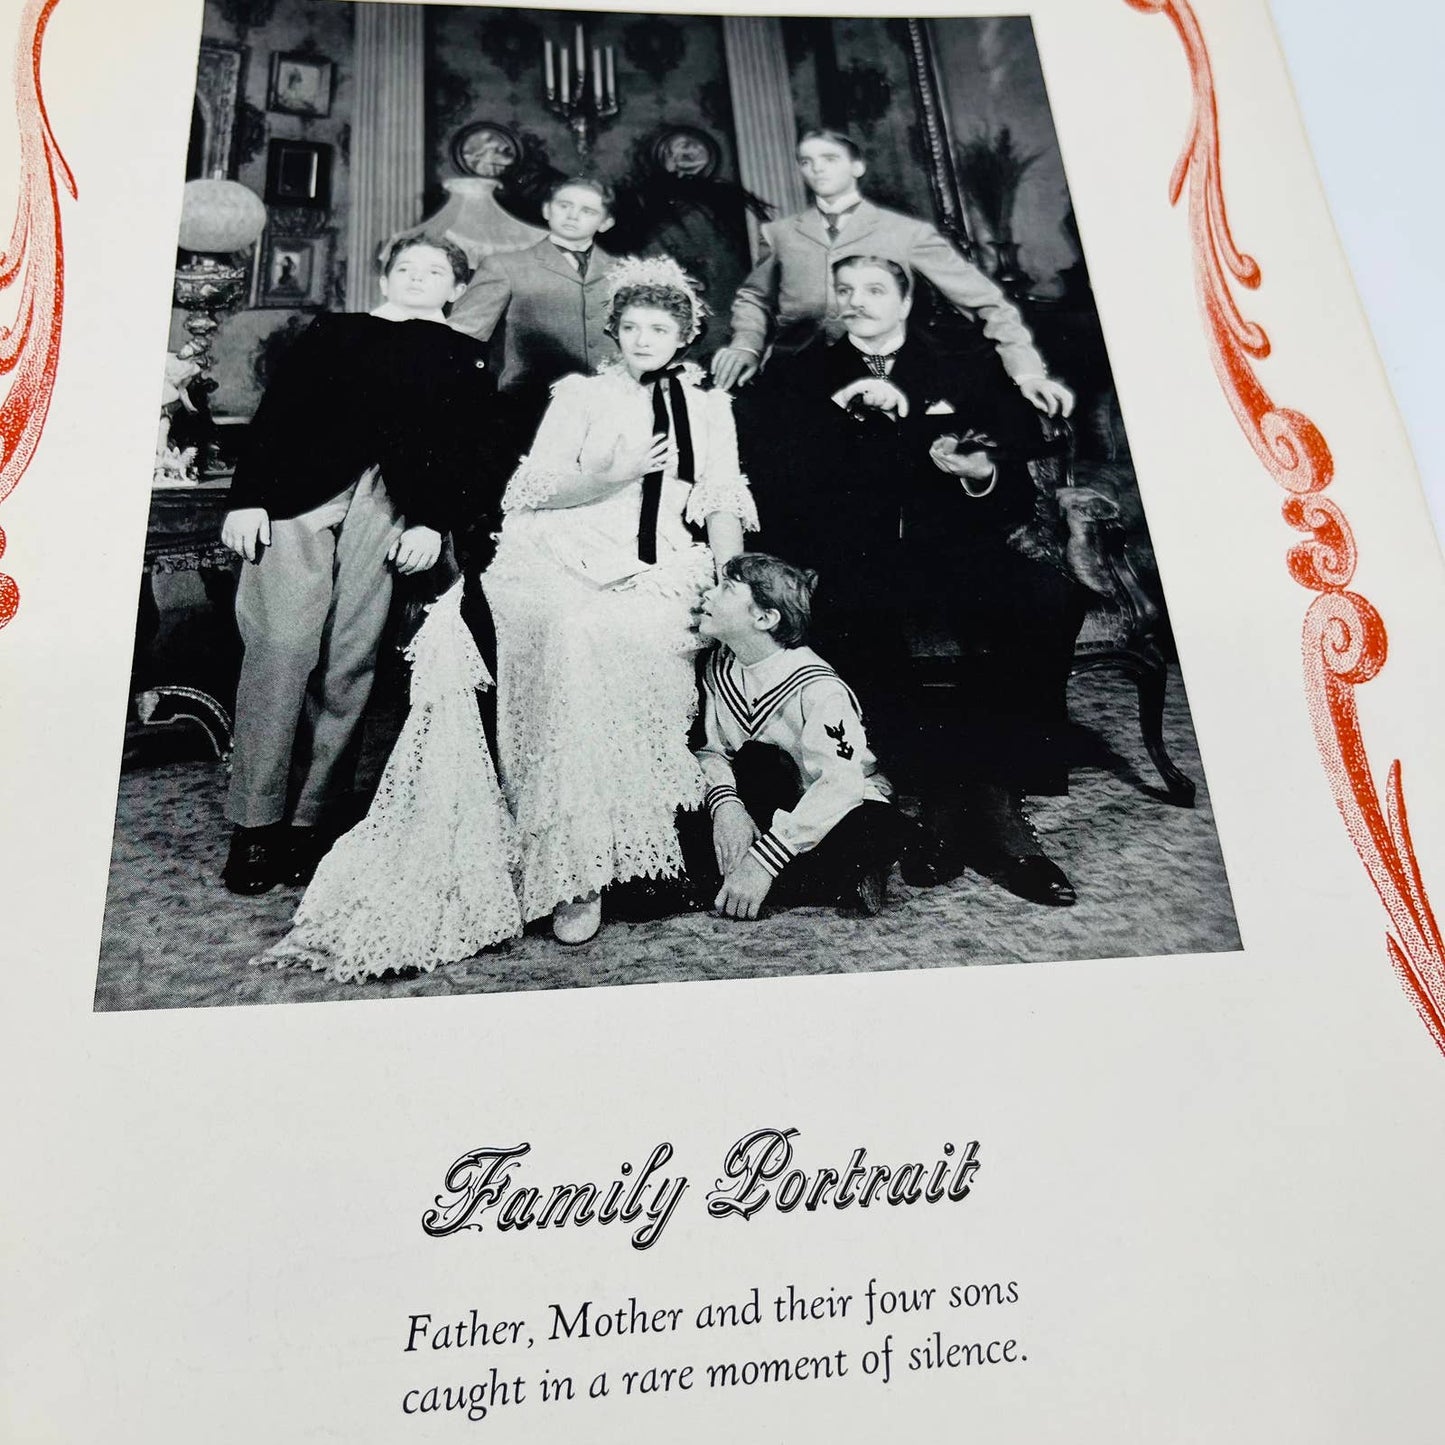 Family Portrait
Father, Mother and their four sons
caught in a rare moment of silence.